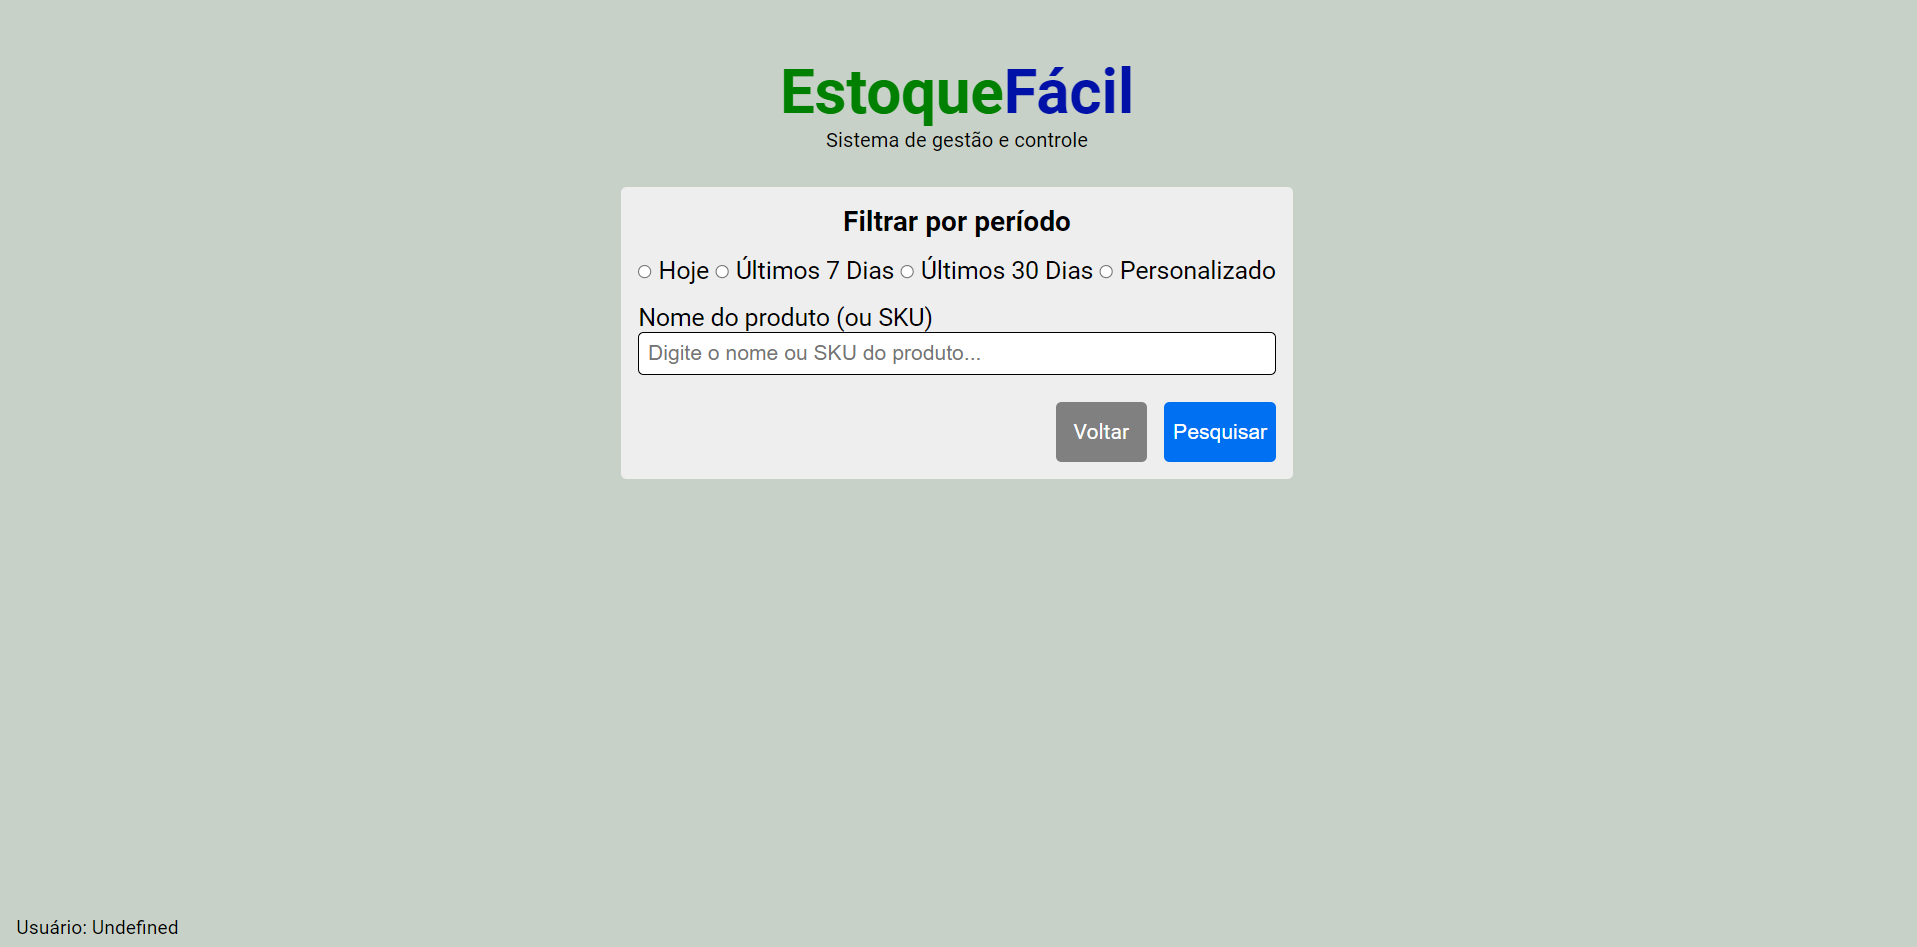 EstoqueFácil
Sistema de gestão e controle
Filtrar por período
Hoje Últimos 7 Dias Últimos 30 Dias Personalizado
Nome do produto (ou SKU)
Digite o nome ou SKU do produto...
Voltar Pesquisar
Usuário: Undefined